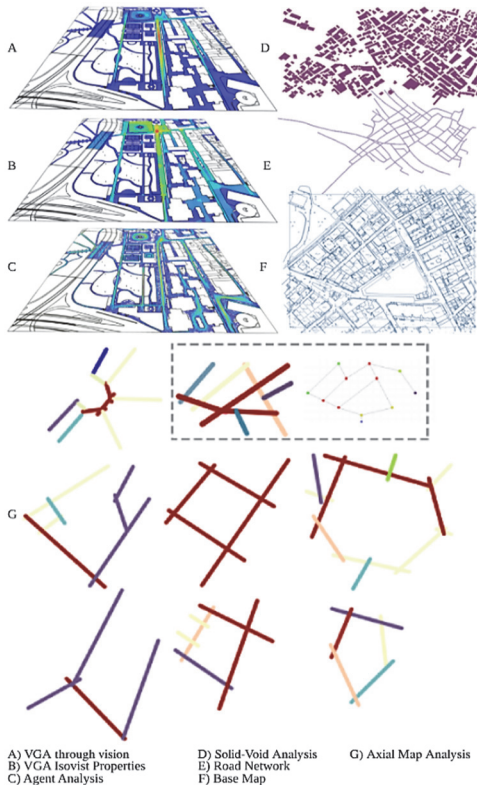 A
B
C
D
E
F
G
A) VGA through vision
B) VGA Isovist Properties
C) Agent Analysis
D) Solid-Void Analysis
E) Road Network
F) Base Map
G) Axial Map Analysis